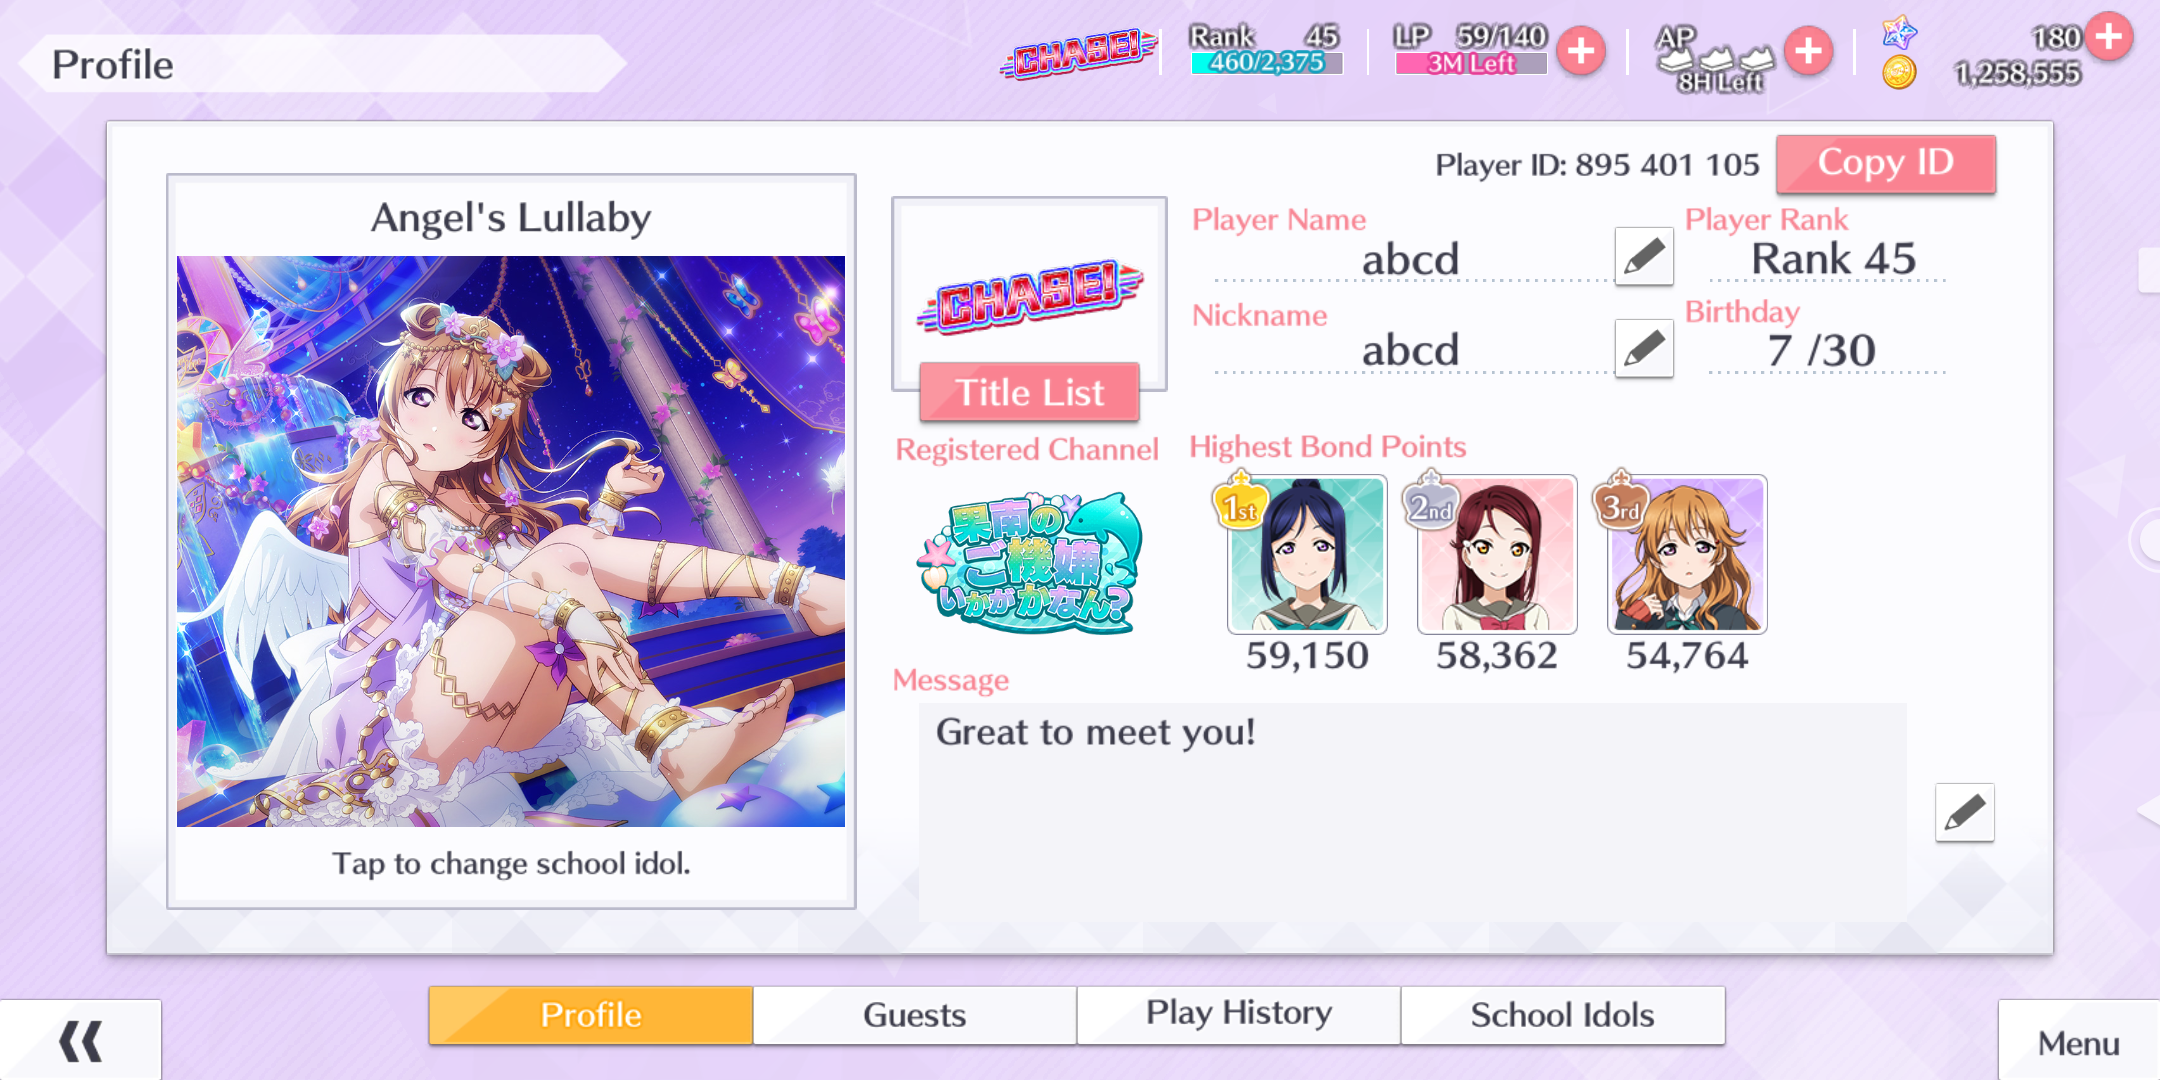 Profile
CHASE!
Rank 45
460/2,375
LP 59/140
3M Left
AP
8H Left
180
1,258,555
Player ID: 895 401 105
Copy ID
Angel's Lullaby
Tap to change school idol.
CHASE!
Title List
Player Name
abcd
Player Rank
Rank 45
Nickname
abcd
Birthday
7 /30
Registered Channel
果南の
ご機嫌
いかがかなん?
Highest Bond Points
1st
2nd
3rd
59,150
58,362
54,764
Message
Great to meet you!
Profile
Guests
Play History
School Idols
Menu